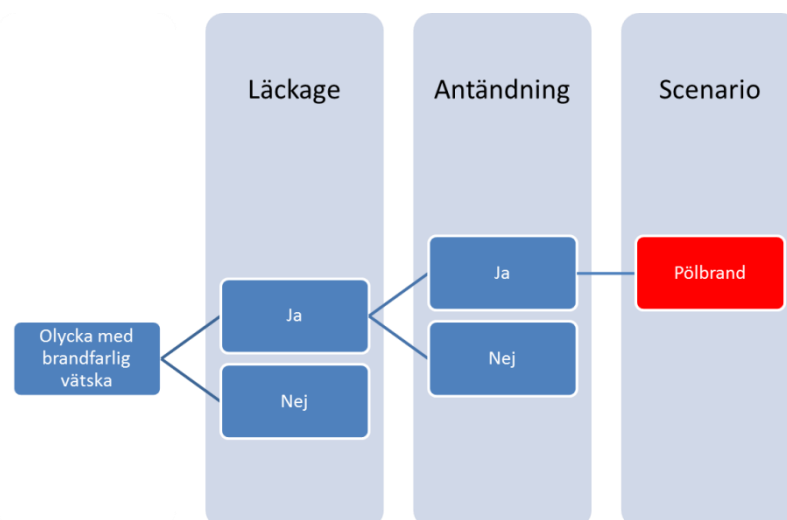 Läckage
Antändning
Scenario
Olycka med
brandfarlig
vätska
Ja
Nej
Ja
Nej
Pölbrand